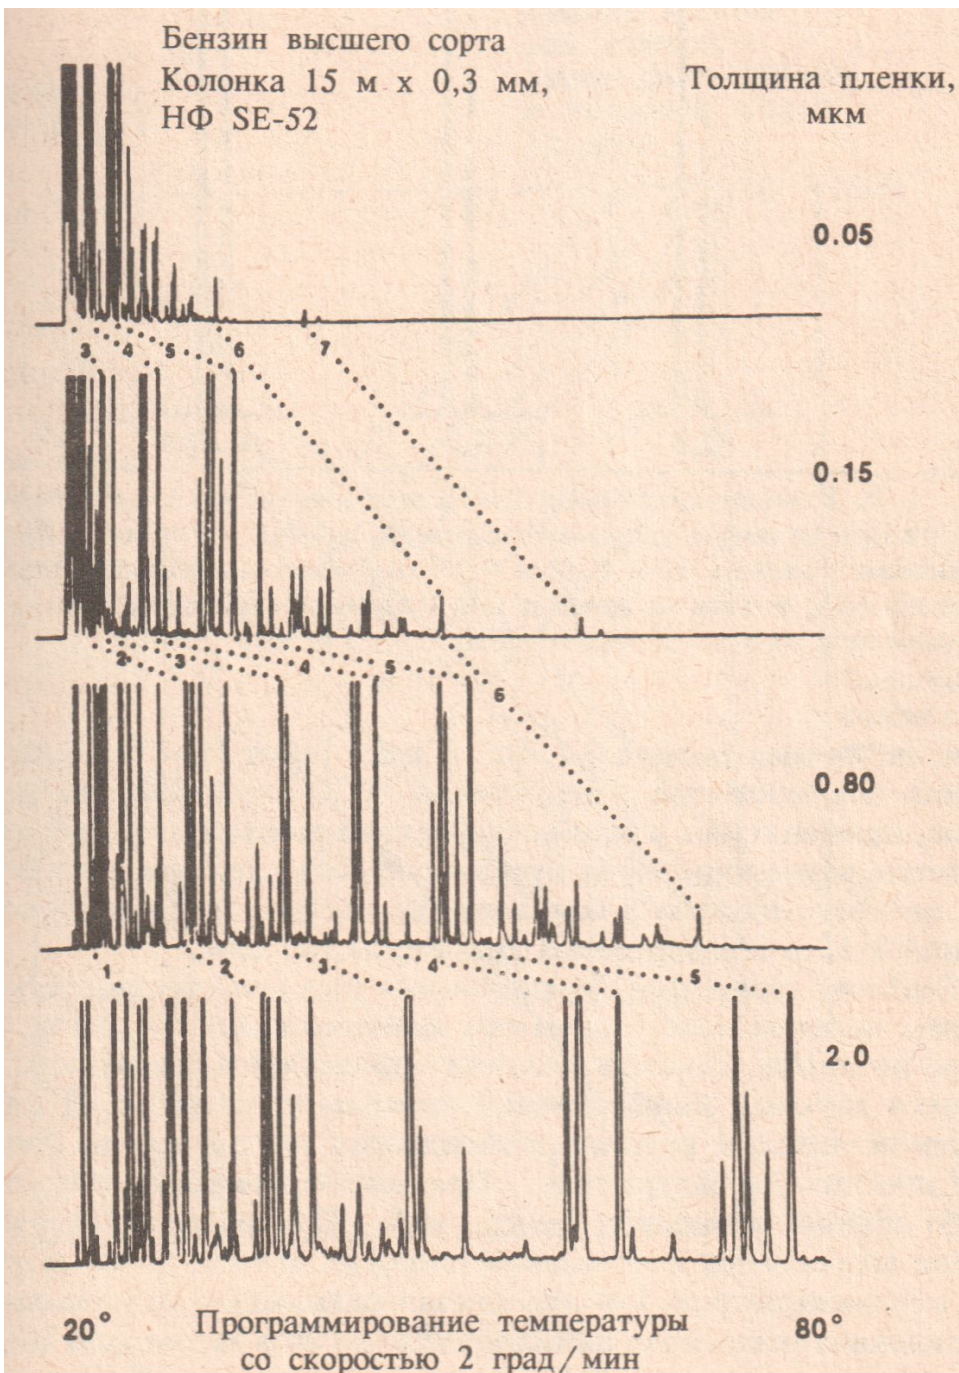 Бензин высшего сорта
Колонка 15 м х 0,3 мм,
НФ SE-52
Толщина пленки,
мкм
0.05
3 4 5 6 7
0.15
2 3 4 5 6
0.80
1 2 3 4 5
2.0
20° 80°
Программирование температуры
со скоростью 2 град/мин